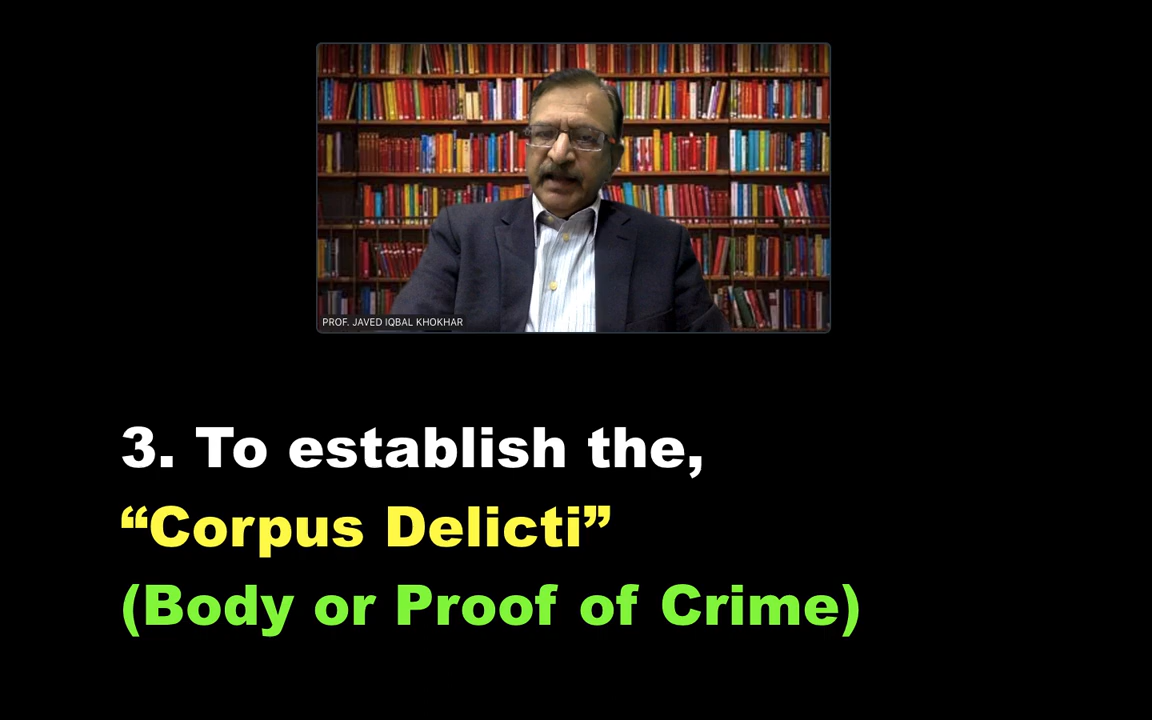 PROF. JAVED IQBAL KHOKHAR
3. To establish the,
“Corpus Delicti”
(Body or Proof of Crime)